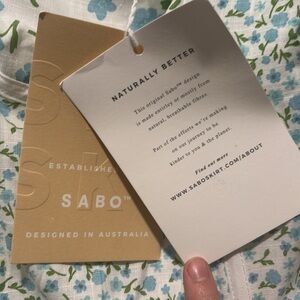 S
S
K
ESTABLISHE
SABO™
DESIGNED IN AUSTRALIA
NATURALLY BETTER
This original Sabo™ design
is made entirely or mostly from
natural, breathable fibres.
Part of the efforts we're making
on our journey to be
kinder to you & the planet.
Find out more
WWW.SABOSKIRT.COM/ABOUT